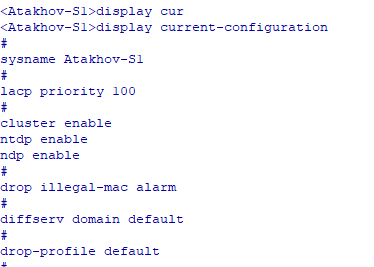 <Atakhov-S1>display cur
<Atakhov-S1>display current-configuration
#
sysname Atakhov-S1
#
lacp priority 100
#
cluster enable
ntdp enable
ndp enable
#
drop illegal-mac alarm
#
diffserv domain default
#
drop-profile default
#